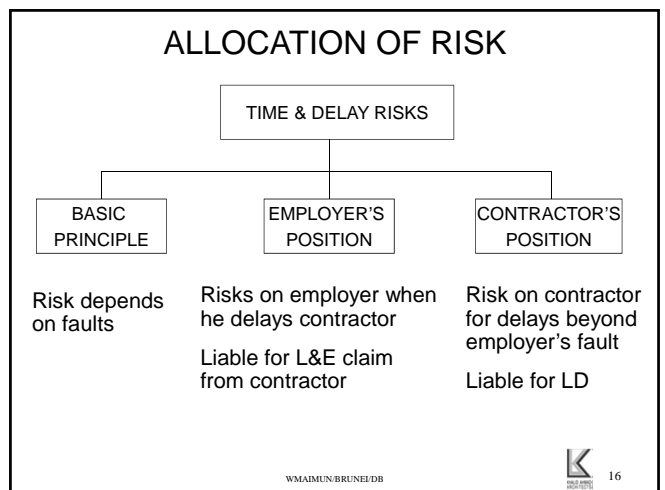 ALLOCATION OF RISK
TIME & DELAY RISKS
BASIC
PRINCIPLE
EMPLOYER'S
POSITION
CONTRACTOR'S
POSITION
Risk depends
on faults
Risks on employer when
he delays contractor
Liable for L&E claim
from contractor
Risk on contractor
for delays beyond
employer's fault
Liable for LD
WMAIMUN/BRUNEI/DB
16